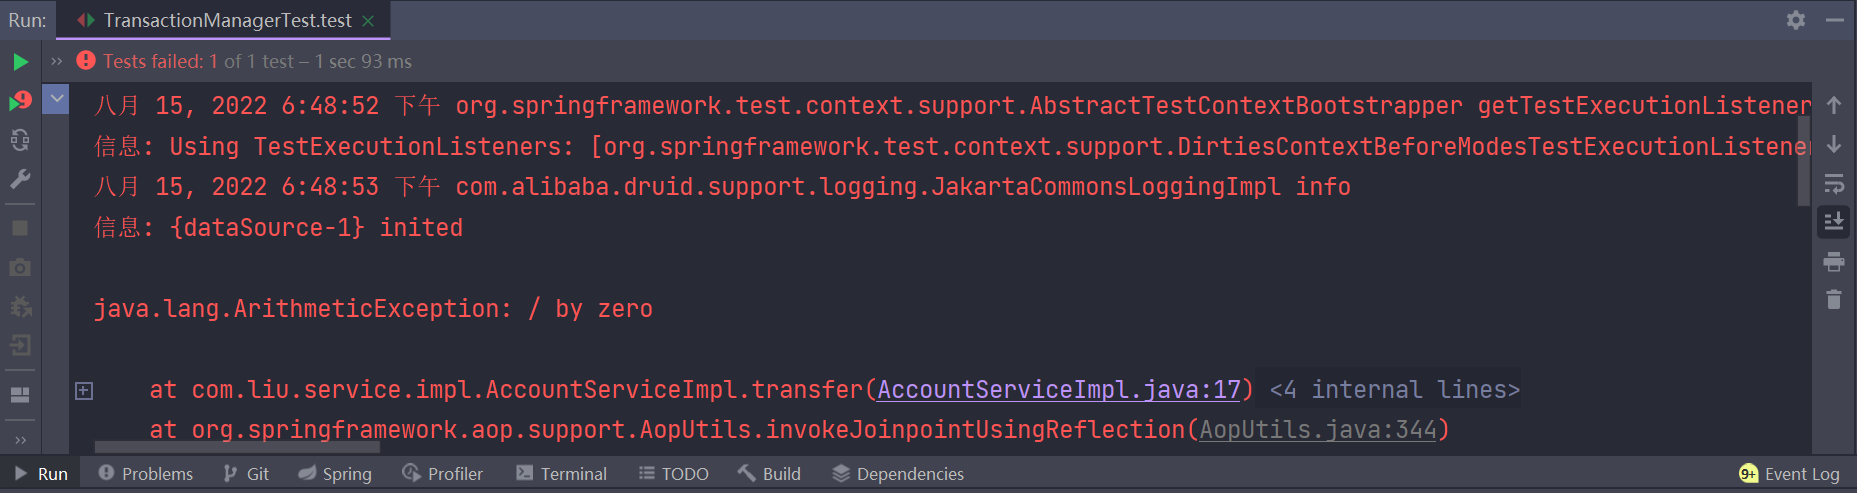 Run: TransactionManagerTest.test
Tests failed: 1 of 1 test – 1 sec 93 ms
八月 15, 2022 6:48:52 下午 org.springframework.test.context.support.AbstractTestContextBootstrapper getTestExecutionListener
信息: Using TestExecutionListeners: [org.springframework.test.context.support.DirtiesContextBeforeModesTestExecutionListene
八月 15, 2022 6:48:53 下午 com.alibaba.druid.support.logging.JakartaCommonsLoggingImpl info
信息: {dataSource-1} inited
java.lang.ArithmeticException: / by zero
at com.liu.service.impl.AccountServiceImpl.transfer(AccountServiceImpl.java:17) <4 internal lines>
at org.springframework.aop.support.AopUtils.invokeJoinpointUsingReflection(AopUtils.java:344)
Run Problems Git Spring Profiler Terminal TODO Build Dependencies 9+ Event Log